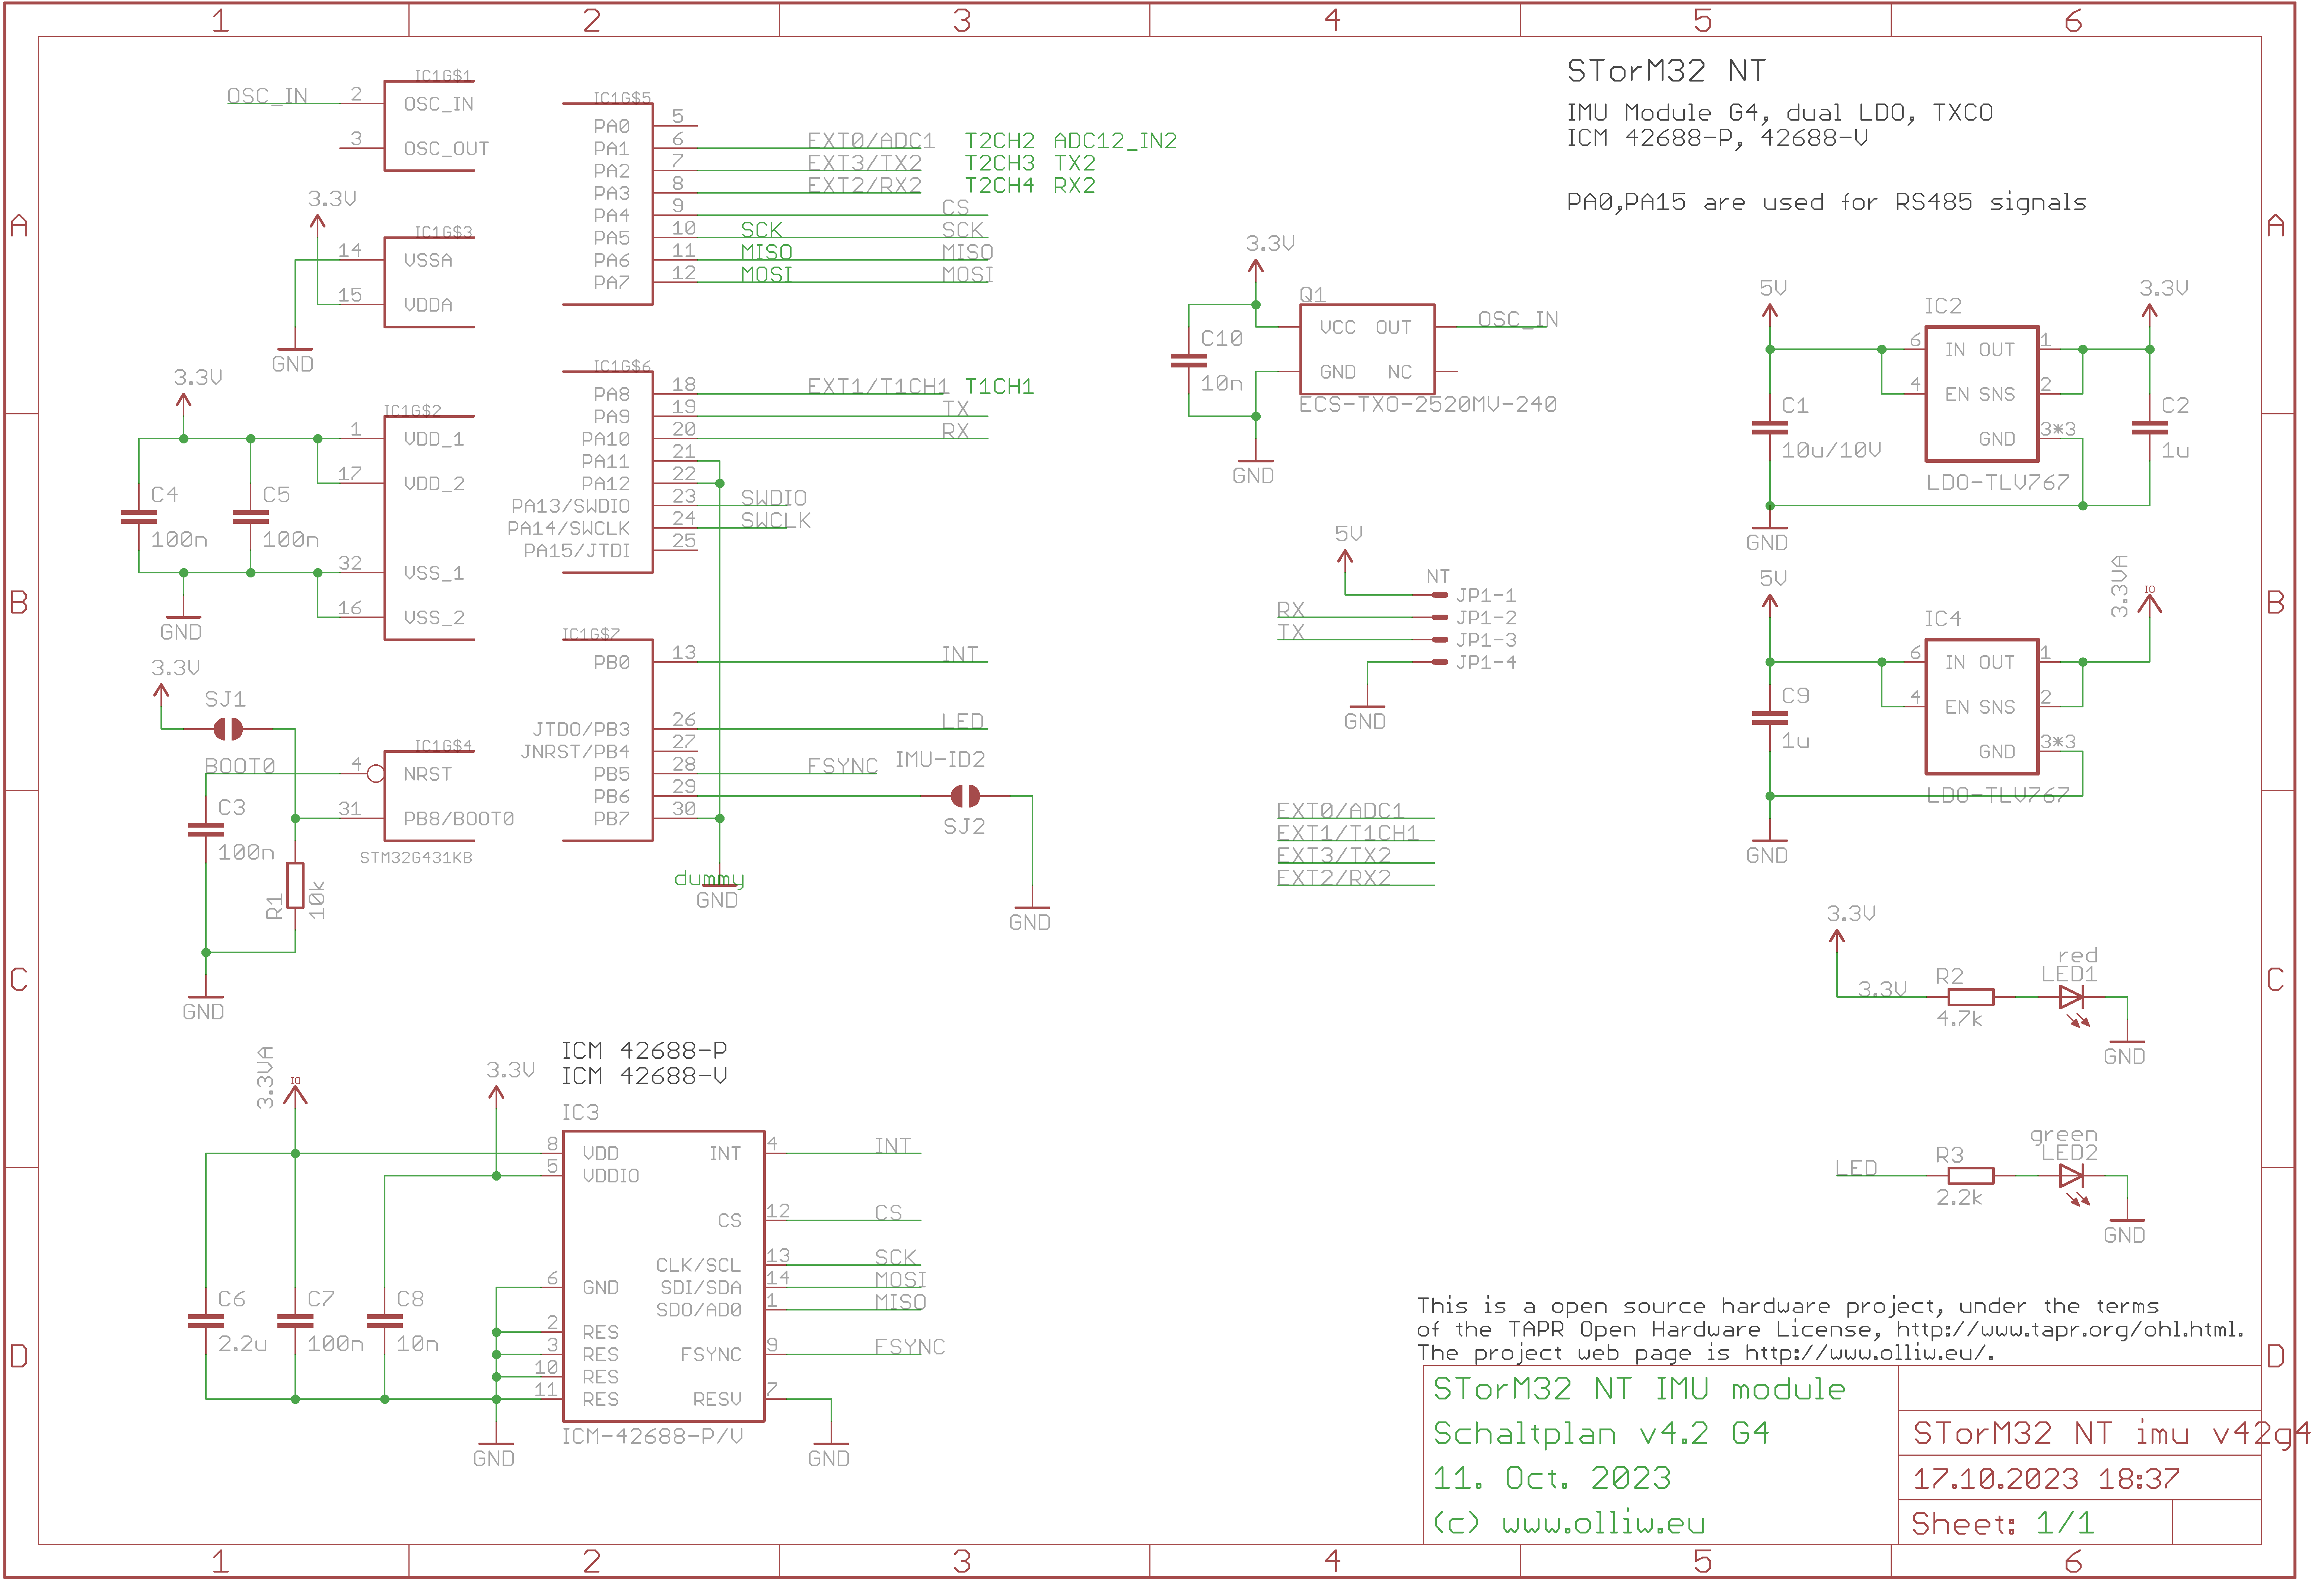 1 2 3 4 5 6
A
B
C
D
A
B
C
D
1 2 3 4 5 6
STorM32 NT
IMU Module G4, dual LDO, TXCO
ICM 42688-P, 42688-V
PA0,PA15 are used for RS485 signals
IC1G$1
OSC_IN 2 OSC_IN
3 OSC_OUT
3.3V
IC1G$3
14 VSSA
15 VDDA
GND
3.3V
IC1G$2
1 VDD_1
17 VDD_2
C4
100n
C5
100n
32 VSS_1
16 VSS_2
GND
3.3V
SJ1
IC1G$4
BOOT0 4 NRST
31 PB8/BOOT0
STM32G431KB
C3
100n
R1
10k
GND
IC1G$5
PA0 5
PA1 6 EXT0/ADC1 T2CH2 ADC12_IN2
PA2 7 EXT3/TX2 T2CH3 TX2
PA3 8 EXT2/RX2 T2CH4 RX2
PA4 9 CS
PA5 10 SCK SCK
PA6 11 MISO MISO
PA7 12 MOSI MOSI
IC1G$6
PA8 18 EXT1/T1CH1 T1CH1
PA9 19 TX
PA10 20 RX
PA11 21
PA12 22
PA13/SWDIO 23 SWDIO
PA14/SWCLK 24 SWCLK
PA15/JTDI 25
IC1G$7
PB0 13 INT
JTDO/PB3 26 LED
JNRST/PB4 27
PB5 28 FSYNC
PB6 29
PB7 30
IMU-ID2
SJ2
dummy
GND
GND
3.3V
Q1
VCC OUT OSC_IN
GND NC
ECS-TXO-2520MV-240
C10
10n
GND
5V
NT
JP1-1
RX JP1-2
TX JP1-3
JP1-4
GND
EXT0/ADC1
EXT1/T1CH1
EXT3/TX2
EXT2/RX2
5V
IC2
3.3V
6 IN OUT 1
4 EN SNS 2
GND 3*3
LDO-TLV767
C1
10u/10V
C2
1u
GND
5V
IC4
3.3VA
IO
6 IN OUT 1
4 EN SNS 2
GND 3*3
LDO-TLV767
C9
1u
GND
3.3V
3.3V
R2
4.7k
red
LED1
GND
LED
R3
2.2k
green
LED2
GND
ICM 42688-P
ICM 42688-V
3.3VA
IO
3.3V
IC3
8 VDD INT 4 INT
5 VDDIO
CS 12 CS
CLK/SCL 13 SCK
6 GND SDI/SDA 14 MOSI
SDO/AD0 1 MISO
2 RES
3 RES FSYNC 9 FSYNC
10 RES
11 RES RESV 7
ICM-42688-P/V
C6
2.2u
C7
100n
C8
10n
GND
GND
This is a open source hardware project, under the terms
of the TAPR Open Hardware License, http://www.tapr.org/ohl.html.
The project web page is http://www.olliw.eu/.
STorM32 NT IMU module
Schaltplan v4.2 G4
11. Oct. 2023
(c) www.olliw.eu
STorM32 NT imu v42g4
17.10.2023 18:37
Sheet: 1/1